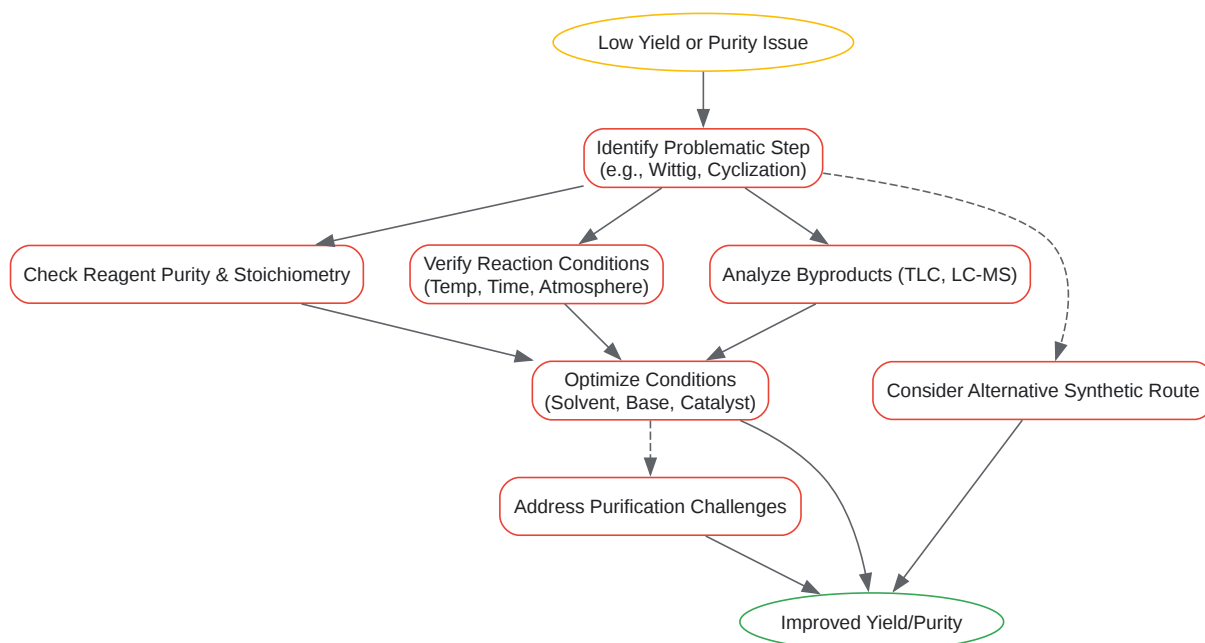 Low Yield or Purity Issue
Identify Problematic Step
(e.g., Wittig, Cyclization)
Check Reagent Purity & Stoichiometry
Verify Reaction Conditions
(Temp, Time, Atmosphere)
Analyze Byproducts (TLC, LC-MS)
Optimize Conditions
(Solvent, Base, Catalyst)
Consider Alternative Synthetic Route
Address Purification Challenges
Improved Yield/Purity